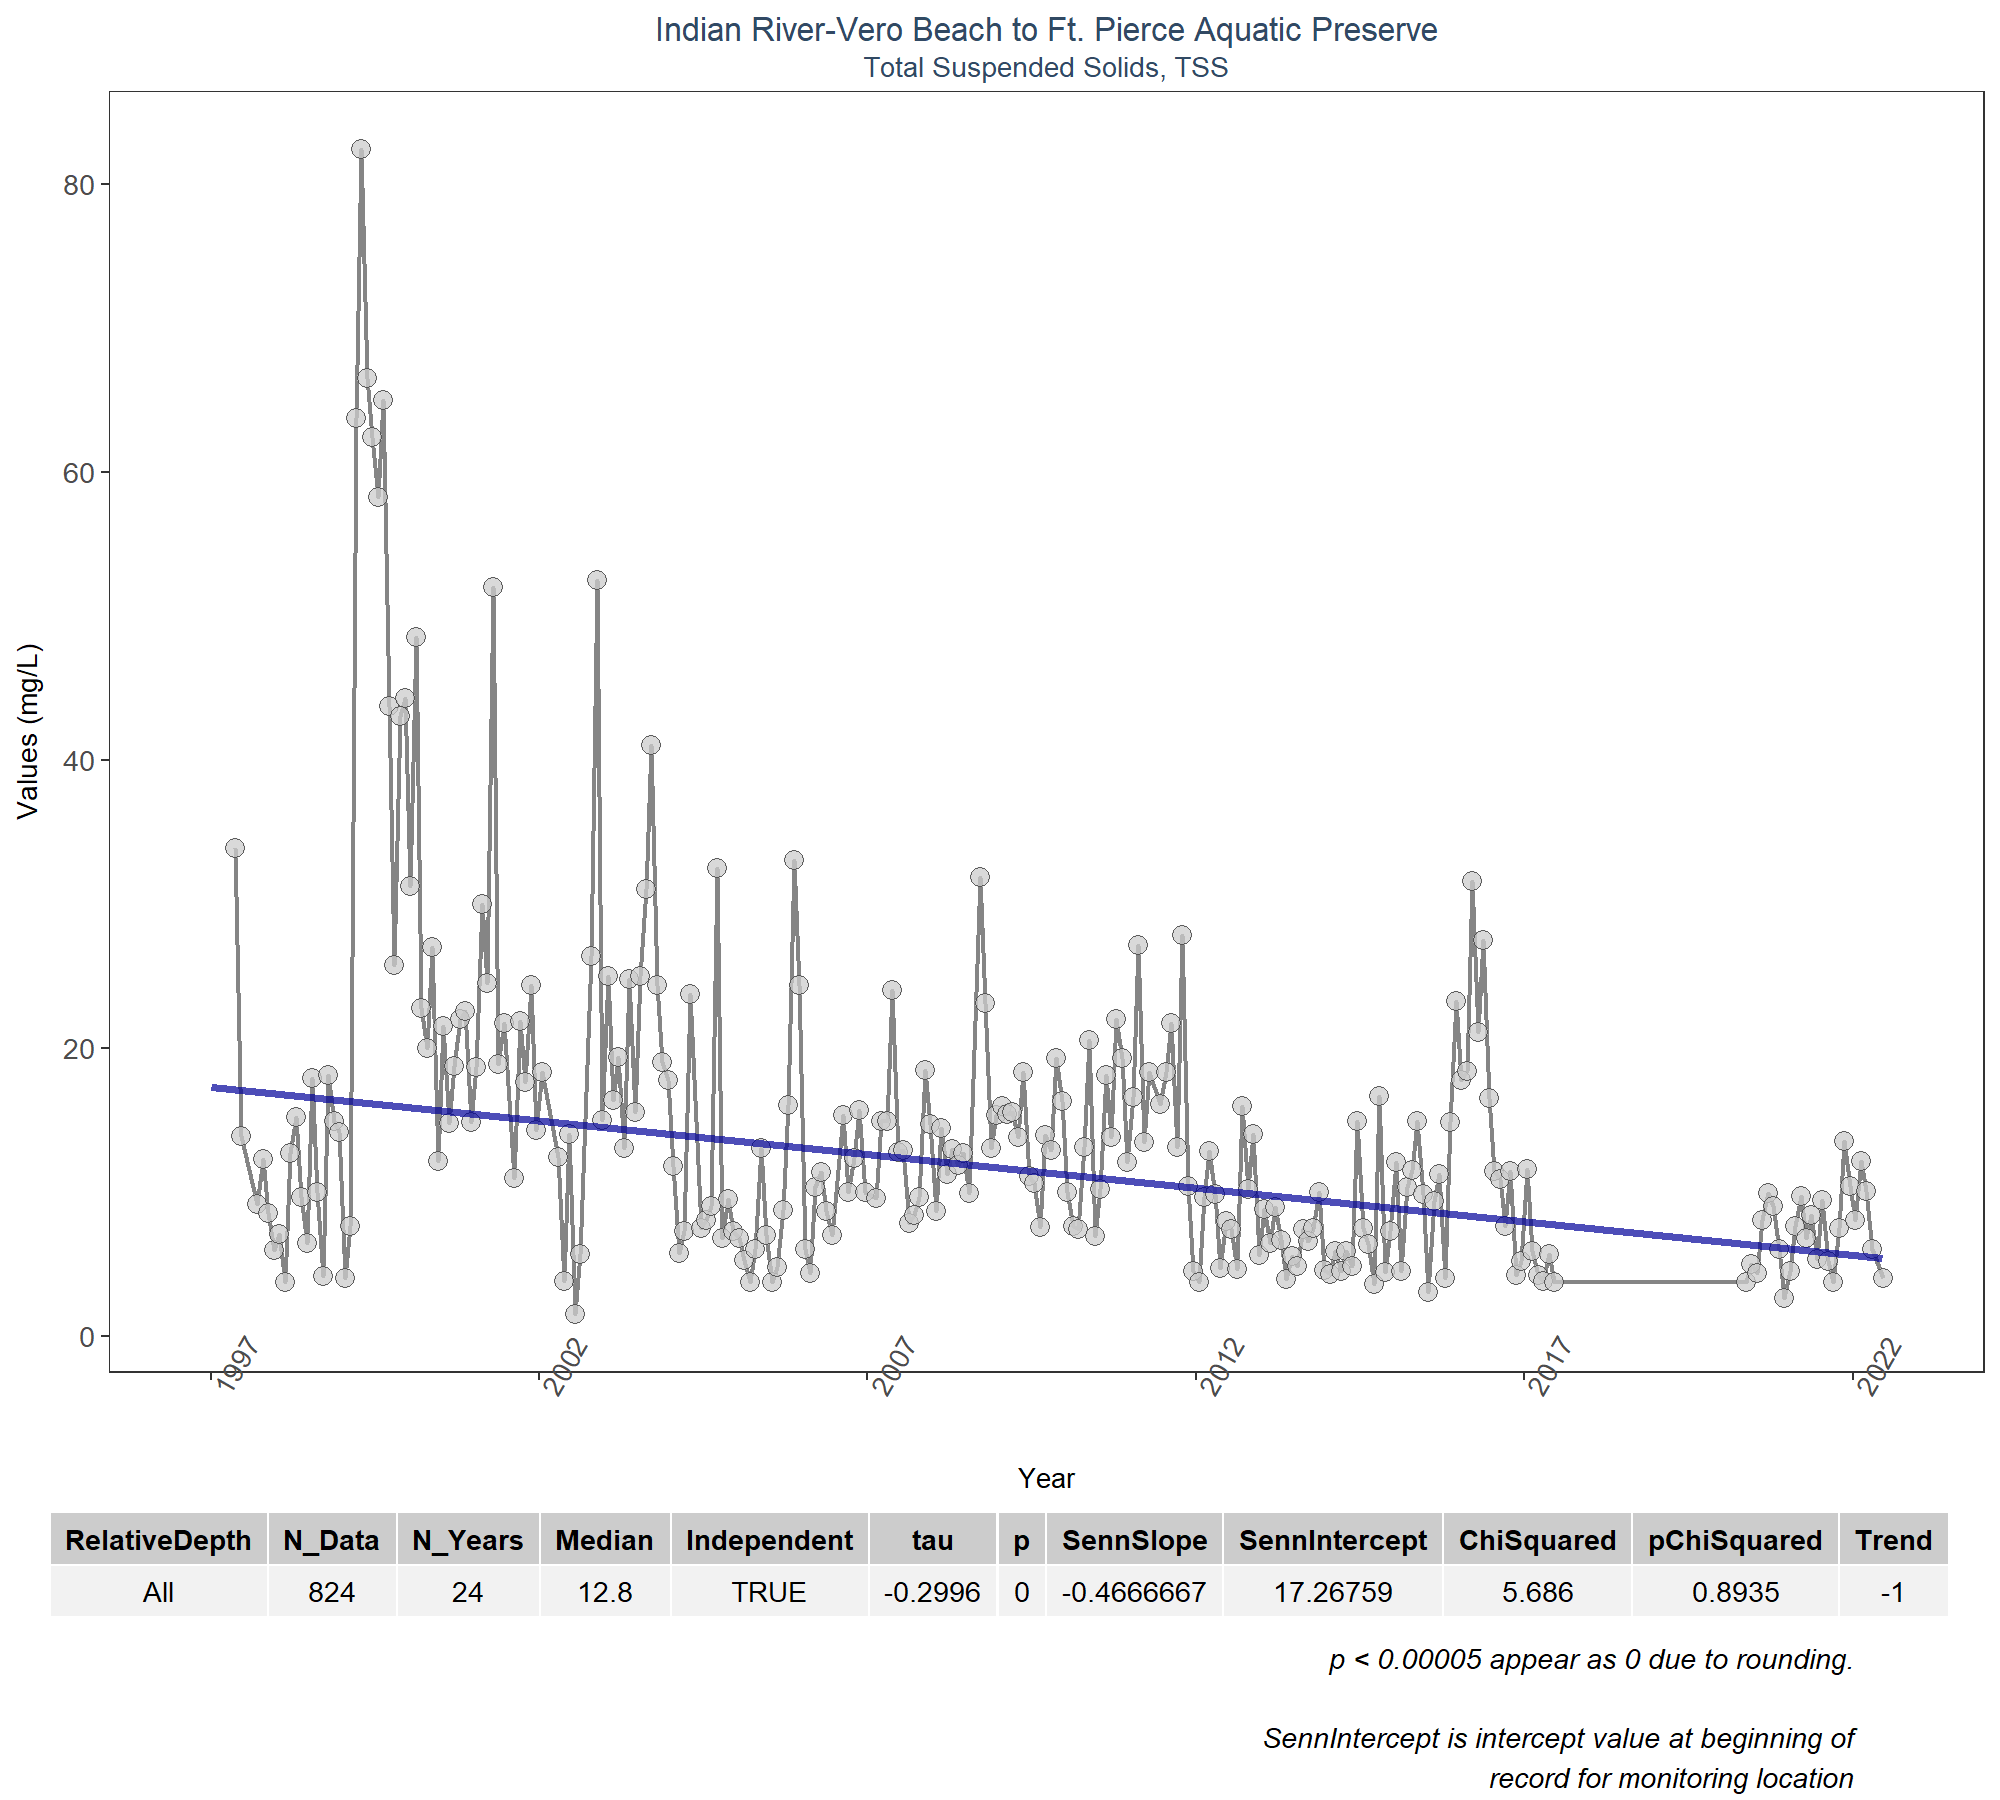 Indian River-Vero Beach to Ft. Pierce Aquatic Preserve
Total Suspended Solids, TSS
80
60
40
20
0
Values (mg/L)
1997 2002 2007 2012 2017 2022
Year
RelativeDepth N_Data N_Years Median Independent tau p SennSlope SennIntercept ChiSquared pChiSquared Trend
All 824 24 12.8 TRUE -0.2996 0 -0.4666667 17.26759 5.686 0.8935 -1
p < 0.00005 appear as 0 due to rounding.
SennIntercept is intercept value at beginning of
record for monitoring location